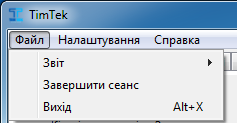 TimTek
Файл Налаштування Справка
Звіт
Завершити сеанс
Вихід Alt+X